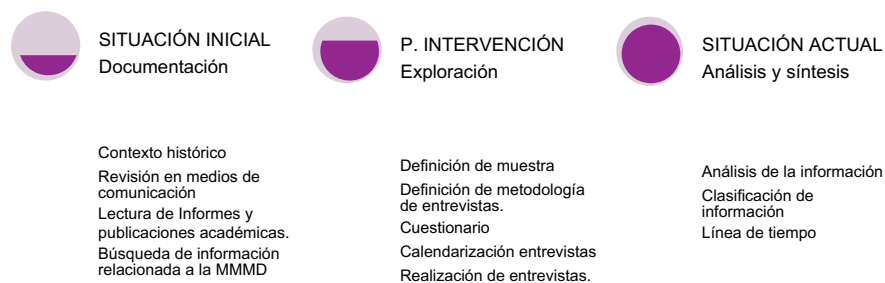 SITUACIÓN INICIAL
Documentación
Contexto histórico
Revisión en medios de
comunicación
Lectura de Informes y
publicaciones académicas.
Búsqueda de información
relacionada a la MMMD
P. INTERVENCIÓN
Exploración
Definición de muestra
Definición de metodología
de entrevistas.
Cuestionario
Calendarización entrevistas
Realización de entrevistas.
SITUACIÓN ACTUAL
Análisis y síntesis
Análisis de la información
Clasificación de
información
Línea de tiempo